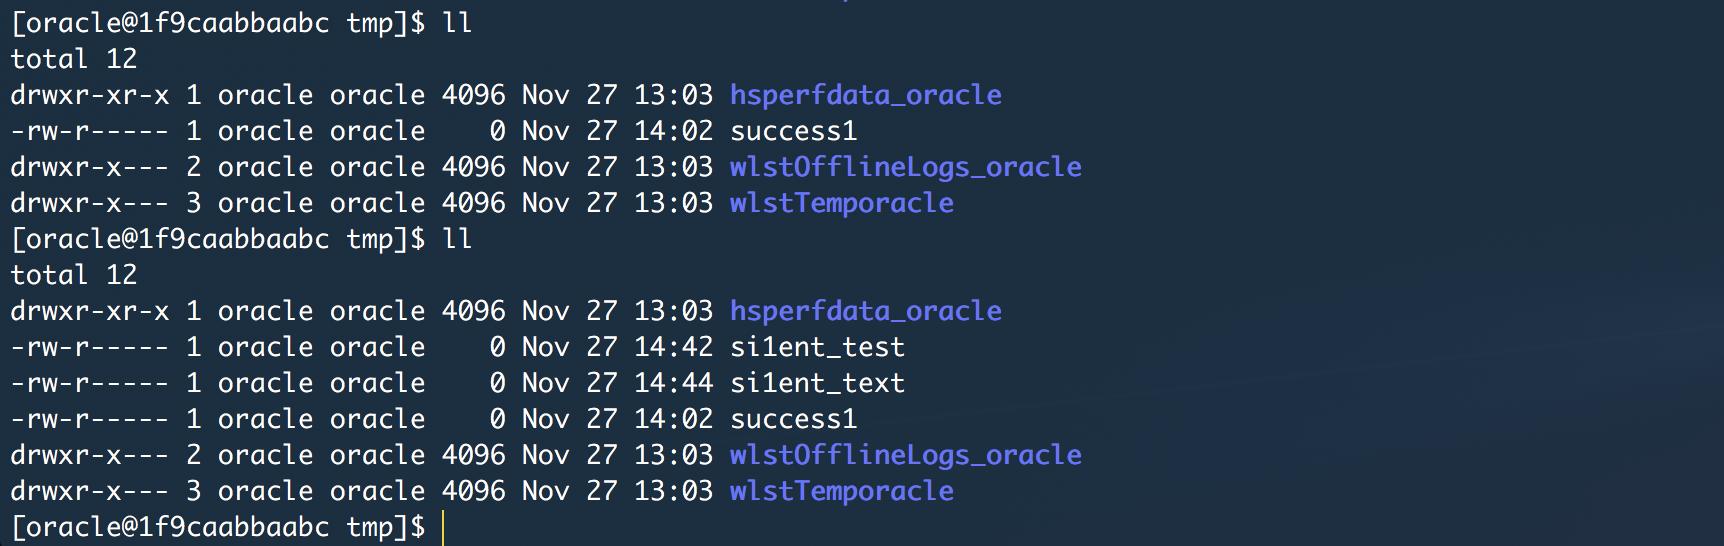 [oracle@1f9caabbaabc tmp]$ ll
total 12
drwxr-xr-x 1 oracle oracle 4096 Nov 27 13:03 hsperfdata_oracle
-rw-r----- 1 oracle oracle    0 Nov 27 14:02 success1
drwxr-x--- 2 oracle oracle 4096 Nov 27 13:03 wlstOfflineLogs_oracle
drwxr-x--- 3 oracle oracle 4096 Nov 27 13:03 wlstTemporacle
[oracle@1f9caabbaabc tmp]$ ll
total 12
drwxr-xr-x 1 oracle oracle 4096 Nov 27 13:03 hsperfdata_oracle
-rw-r----- 1 oracle oracle    0 Nov 27 14:42 si1ent_test
-rw-r----- 1 oracle oracle    0 Nov 27 14:44 si1ent_text
-rw-r----- 1 oracle oracle    0 Nov 27 14:02 success1
drwxr-x--- 2 oracle oracle 4096 Nov 27 13:03 wlstOfflineLogs_oracle
drwxr-x--- 3 oracle oracle 4096 Nov 27 13:03 wlstTemporacle
[oracle@1f9caabbaabc tmp]$